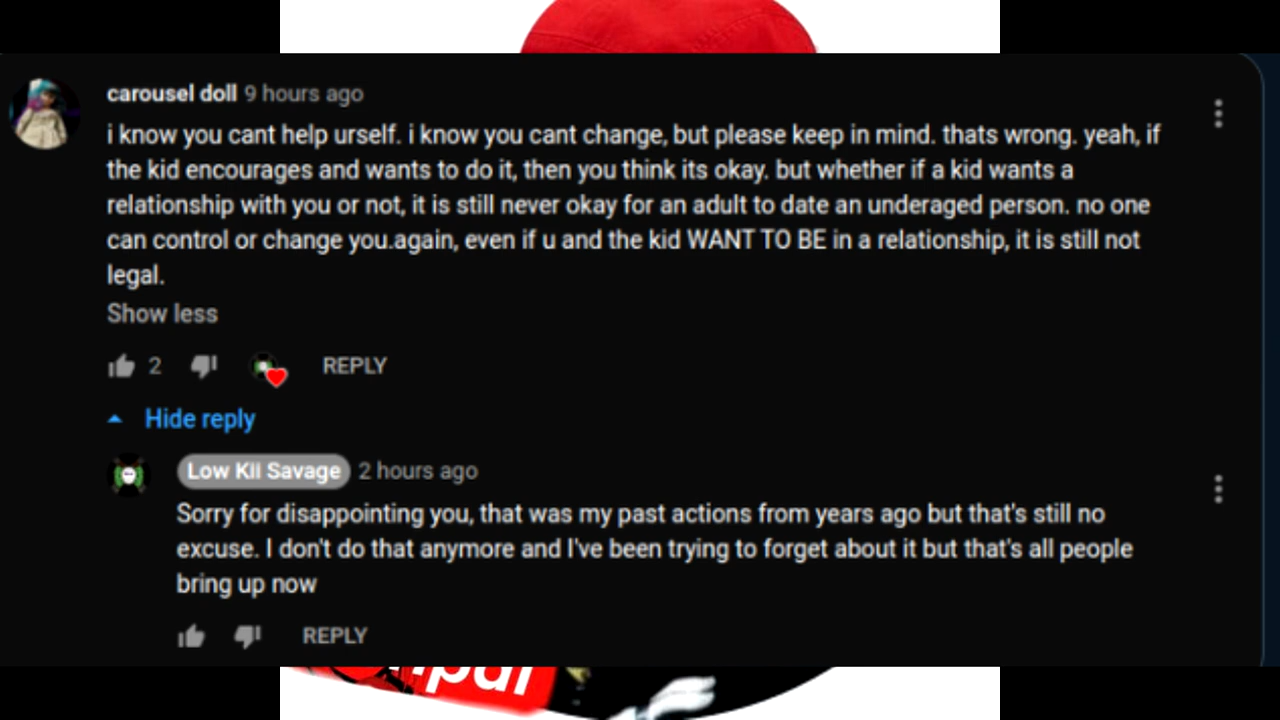 carousel doll 9 hours ago
i know you cant help urself. i know you cant change, but please keep in mind. thats wrong. yeah, if
the kid encourages and wants to do it, then you think its okay. but whether if a kid wants a
relationship with you or not, it is still never okay for an adult to date an underaged person. no one
can control or change you.again, even if u and the kid WANT TO BE in a relationship, it is still not
legal.
Show less
2 REPLY
Hide reply
Low Kii Savage 2 hours ago
Sorry for disappointing you, that was my past actions from years ago but that's still no
excuse. I don't do that anymore and I've been trying to forget about it but that's all people
bring up now
REPLY